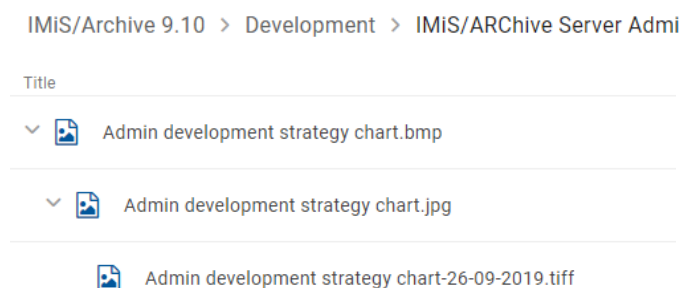 IMiS/Archive 9.10 > Development > IMiS/ARChive Server Admi
Title
Admin development strategy chart.bmp
Admin development strategy chart.jpg
Admin development strategy chart-26-09-2019.tiff